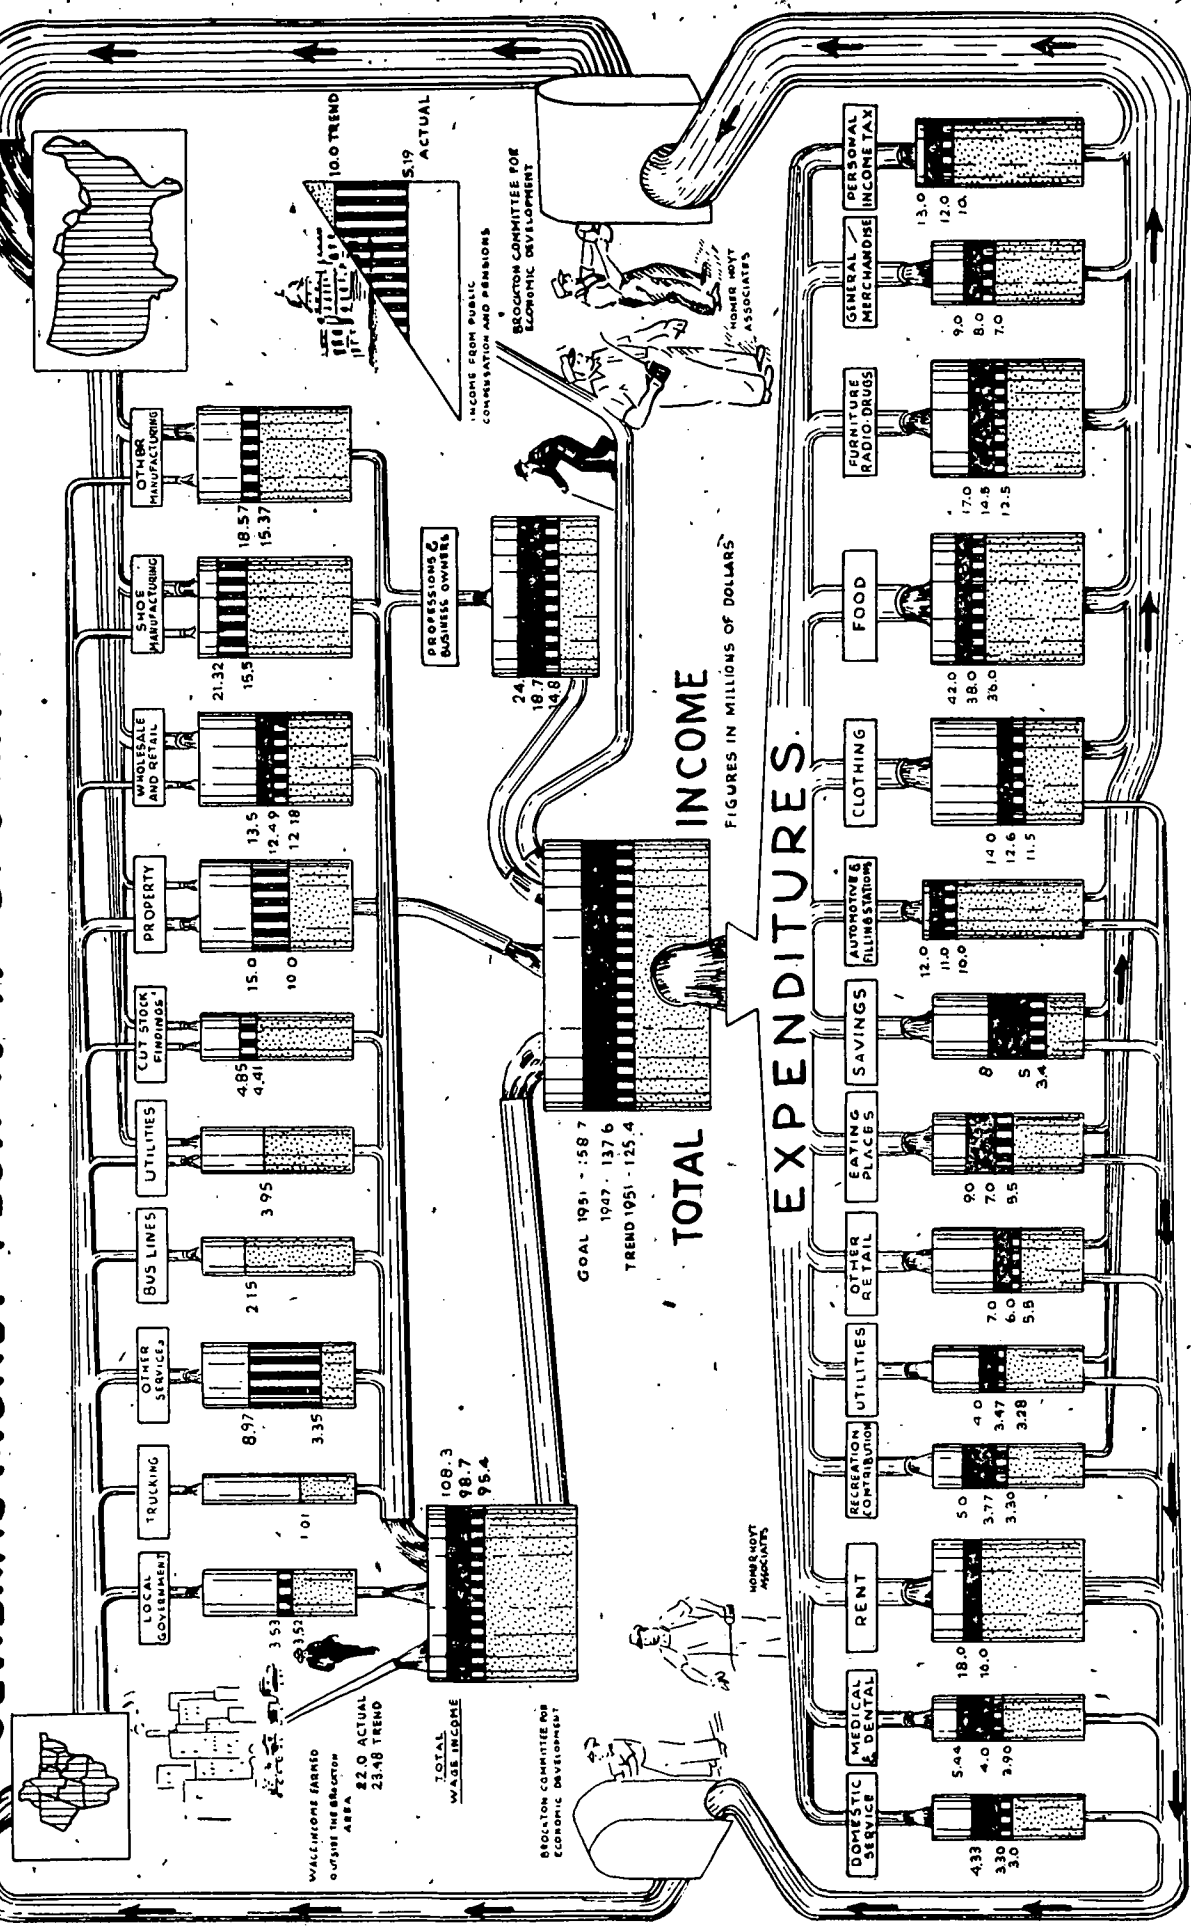 LOCAL
GOVERNMENT
3 53
3.52
TRUCKING
1 01
OTHER
SERVICES
8.97
3.35
BUS LINES
2 15
UTILITIES
3 95
CUT STOCK
FINDINGS
4.85
4.41
PROPERTY
15.0
10 0
WHOLESALE
AND RETAIL
13.5
12.49
12 18
SHOE
MANUFACTURING
21.32
15.5
OTHER
MANUFACTURING
18.57
15.37
10.0 TREND
5.19
ACTUAL
INCOME FROM PUBLIC
COMPENSATION AND PENSIONS
WAGE INCOME EARNED
OUTSIDE THE BROCKTON
AREA
22.0 ACTUAL
23.48 TREND
TOTAL
WAGE INCOME
108.3
98.7
95.4
PROFESSIONS &
BUSINESS OWNERS
24.
18.7
14.8
BROCKTON COMMITTEE FOR
ECONOMIC DEVELOPMENT
BROCKTON COMMITTEE FOR
ECONOMIC DEVELOPMENT
GOAL 1951 - 158 7
1947 - 137 6
TREND 1951 - 125.4
TOTAL INCOME
FIGURES IN MILLIONS OF DOLLARS
HOMER HOYT
ASSOCIATES
HOMER HOYT
ASSOCIATES
EXPENDITURES.
DOMESTIC
SERVICE
4.33
3.30
3.0
MEDICAL
& DENTAL
5.44
4.0
3.90
RENT
18.0
16.0
RECREATION
CONTRIBUTION
5 0
3.77
3.30
UTILITIES
4 0
3.47
3.28
OTHER
RETAIL
7.0
6.0
5.5
EATING
PLACES
9.0
7.0
5.5
SAVINGS
8
5
3.4
AUTOMOTIVE &
FILLING STATIONS
12.0
11.0
10.0
CLOTHING
14.0
12.6
11.5
FOOD
42.0
38.0
36.0
FURNITURE
RADIO-DRUGS
17.0
14.5
12.5
GENERAL
MERCHANDISE
9.0
8.0
7.0
PERSONAL
INCOME TAX
13.0
12.0
10.